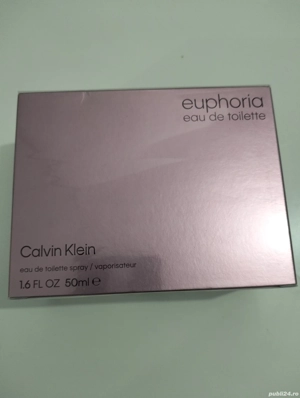 euphoria
eau de toilette
Calvin Klein
eau de toilette spray / vaporisateur
1.6 FL OZ 50ml ℮
publi24.ro